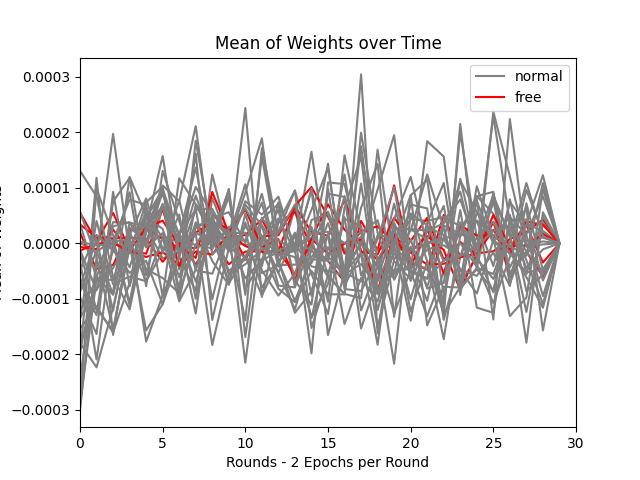 Mean of Weights over Time
normal
free
0.0003
0.0002
0.0001
0.0000
−0.0001
−0.0002
−0.0003
0 5 10 15 20 25 30
Rounds - 2 Epochs per Round